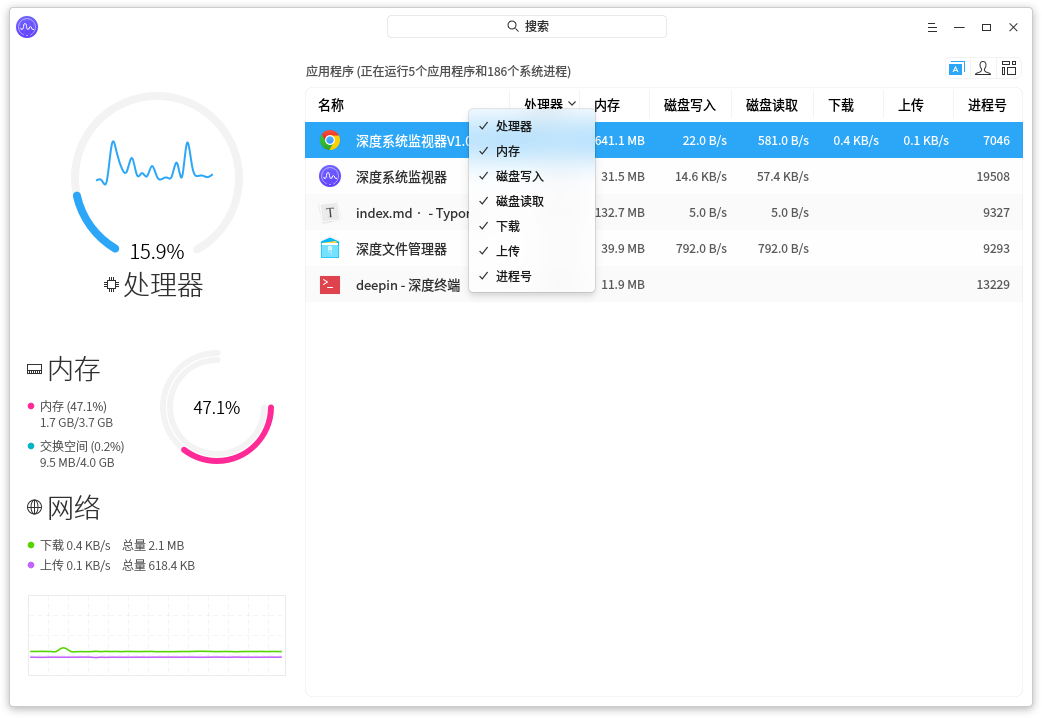 搜索
应用程序 (正在运行5个应用程序和186个系统进程)
名称 处理器 内存 磁盘写入 磁盘读取 下载 上传 进程号
深度系统监视器V1.0 641.1 MB 22.0 B/s 581.0 B/s 0.4 KB/s 0.1 KB/s 7046
深度系统监视器 31.5 MB 14.6 KB/s 57.4 KB/s 19508
T index.md · - Typor 132.7 MB 5.0 B/s 5.0 B/s 9327
深度文件管理器 39.9 MB 792.0 B/s 792.0 B/s 9293
deepin - 深度终端 11.9 MB 13229
处理器
内存
磁盘写入
磁盘读取
下载
上传
进程号
15.9%
处理器
内存
内存 (47.1%)
1.7 GB/3.7 GB
交换空间 (0.2%)
9.5 MB/4.0 GB
47.1%
网络
下载 0.4 KB/s 总量 2.1 MB
上传 0.1 KB/s 总量 618.4 KB